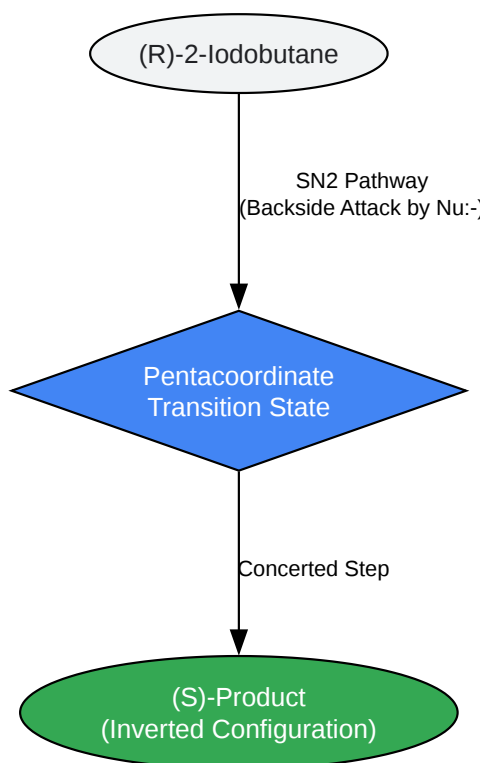 (R)-2-Iodobutane
SN2 Pathway
(Backside Attack by Nu:-)
Pentacoordinate
Transition State
Concerted Step
(S)-Product
(Inverted Configuration)